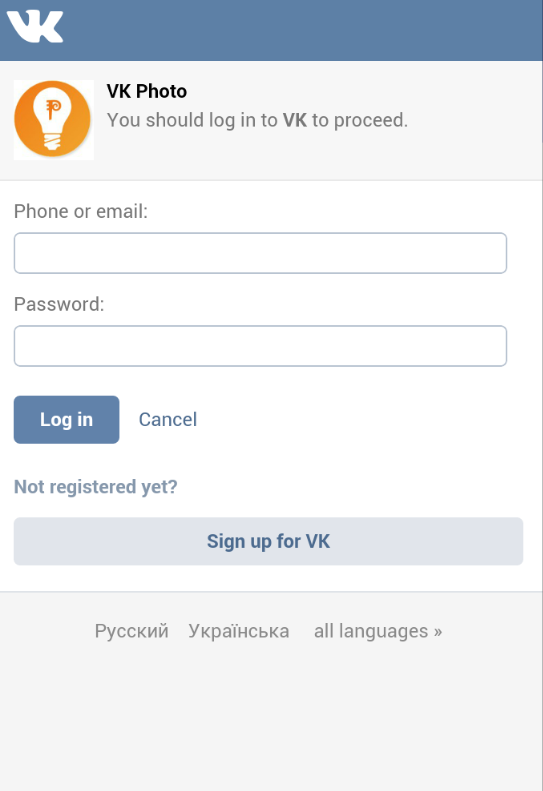 VK
VK Photo
You should log in to VK to proceed.
Phone or email:
Password:
Log in Cancel
Not registered yet?
Sign up for VK
Русский Українська all languages »